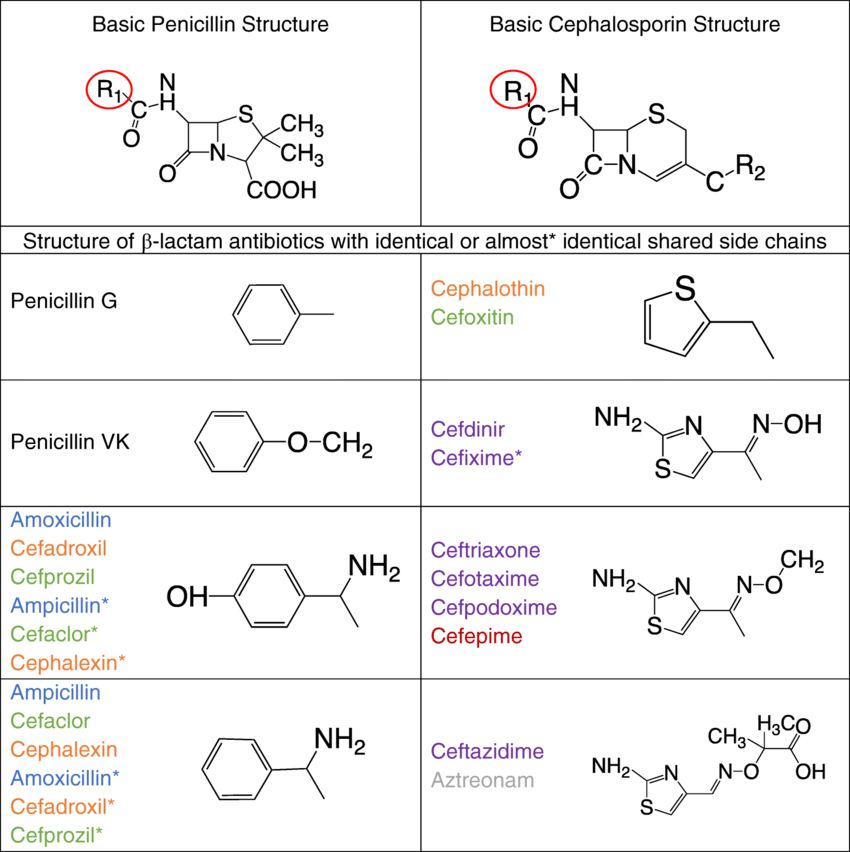 Basic Penicillin Structure
Basic Cephalosporin Structure
R1
N
H
C
O
S
CH3
CH3
N
O
COOH
R1
N
H
C
O
S
N
O
C
R2
Structure of β-lactam antibiotics with identical or almost* identical shared side chains
Penicillin G
Cephalothin
Cefoxitin
S
Penicillin VK
O-CH2
Cefdinir
Cefixime*
NH2
N
S
N-OH
Amoxicillin
Cefadroxil
Cefprozil
Ampicillin*
Cefaclor*
Cephalexin*
OH
NH2
Ceftriaxone
Cefotaxime
Cefpodoxime
Cefepime
NH2
N
S
N
O
CH2
Ampicillin
Cefaclor
Cephalexin
Amoxicillin*
Cefadroxil*
Cefprozil*
NH2
Ceftazidime
Aztreonam
NH2
N
S
N-O
CH3
H3C
O
C
OH